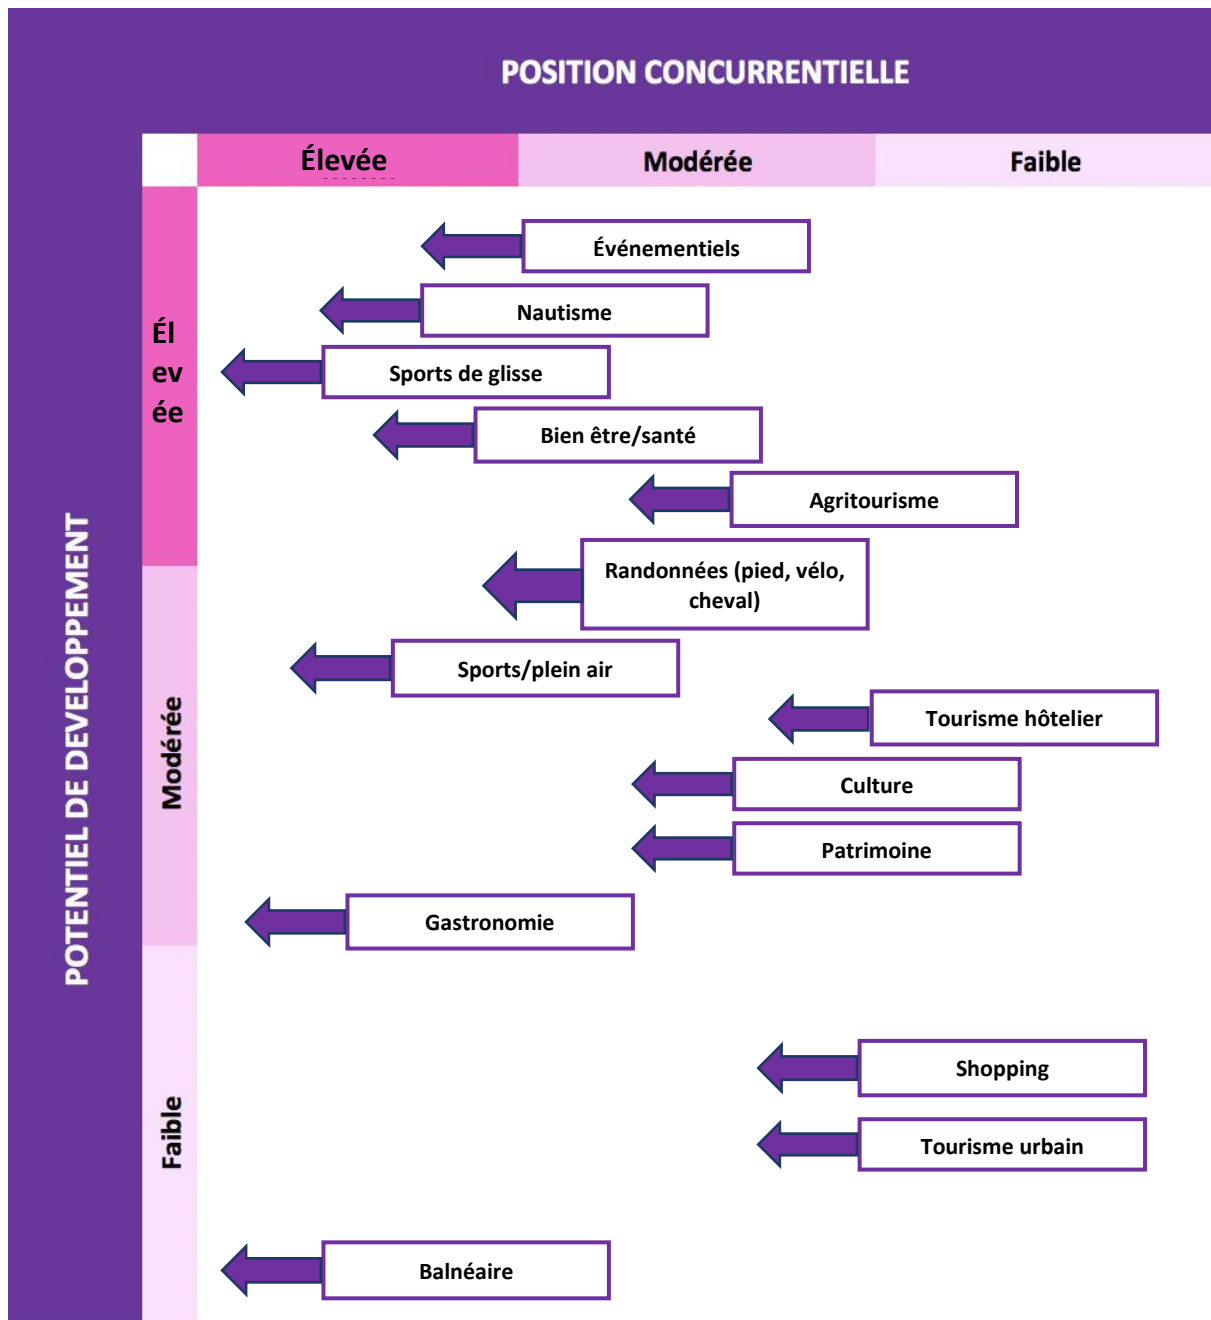 POSITION CONCURRENTIELLE
Élevée
Modérée
Faible
POTENTIEL DE DEVELOPPEMENT
Él
ev
ée
Modérée
Faible
Événementiels
Nautisme
Sports de glisse
Bien être/santé
Agritourisme
Randonnées (pied, vélo,
cheval)
Sports/plein air
Tourisme hôtelier
Culture
Patrimoine
Gastronomie
Shopping
Tourisme urbain
Balnéaire